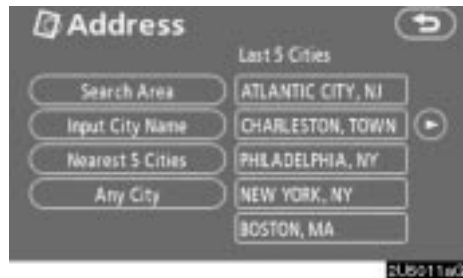 Address
Last 5 Cities
Search Area
ATLANTIC CITY, NJ
Input City Name
CHARLESTON, TOWN
Nearest 5 Cities
PHILADELPHIA, NY
Any City
NEW YORK, NY
BOSTON, MA
2U5011a0